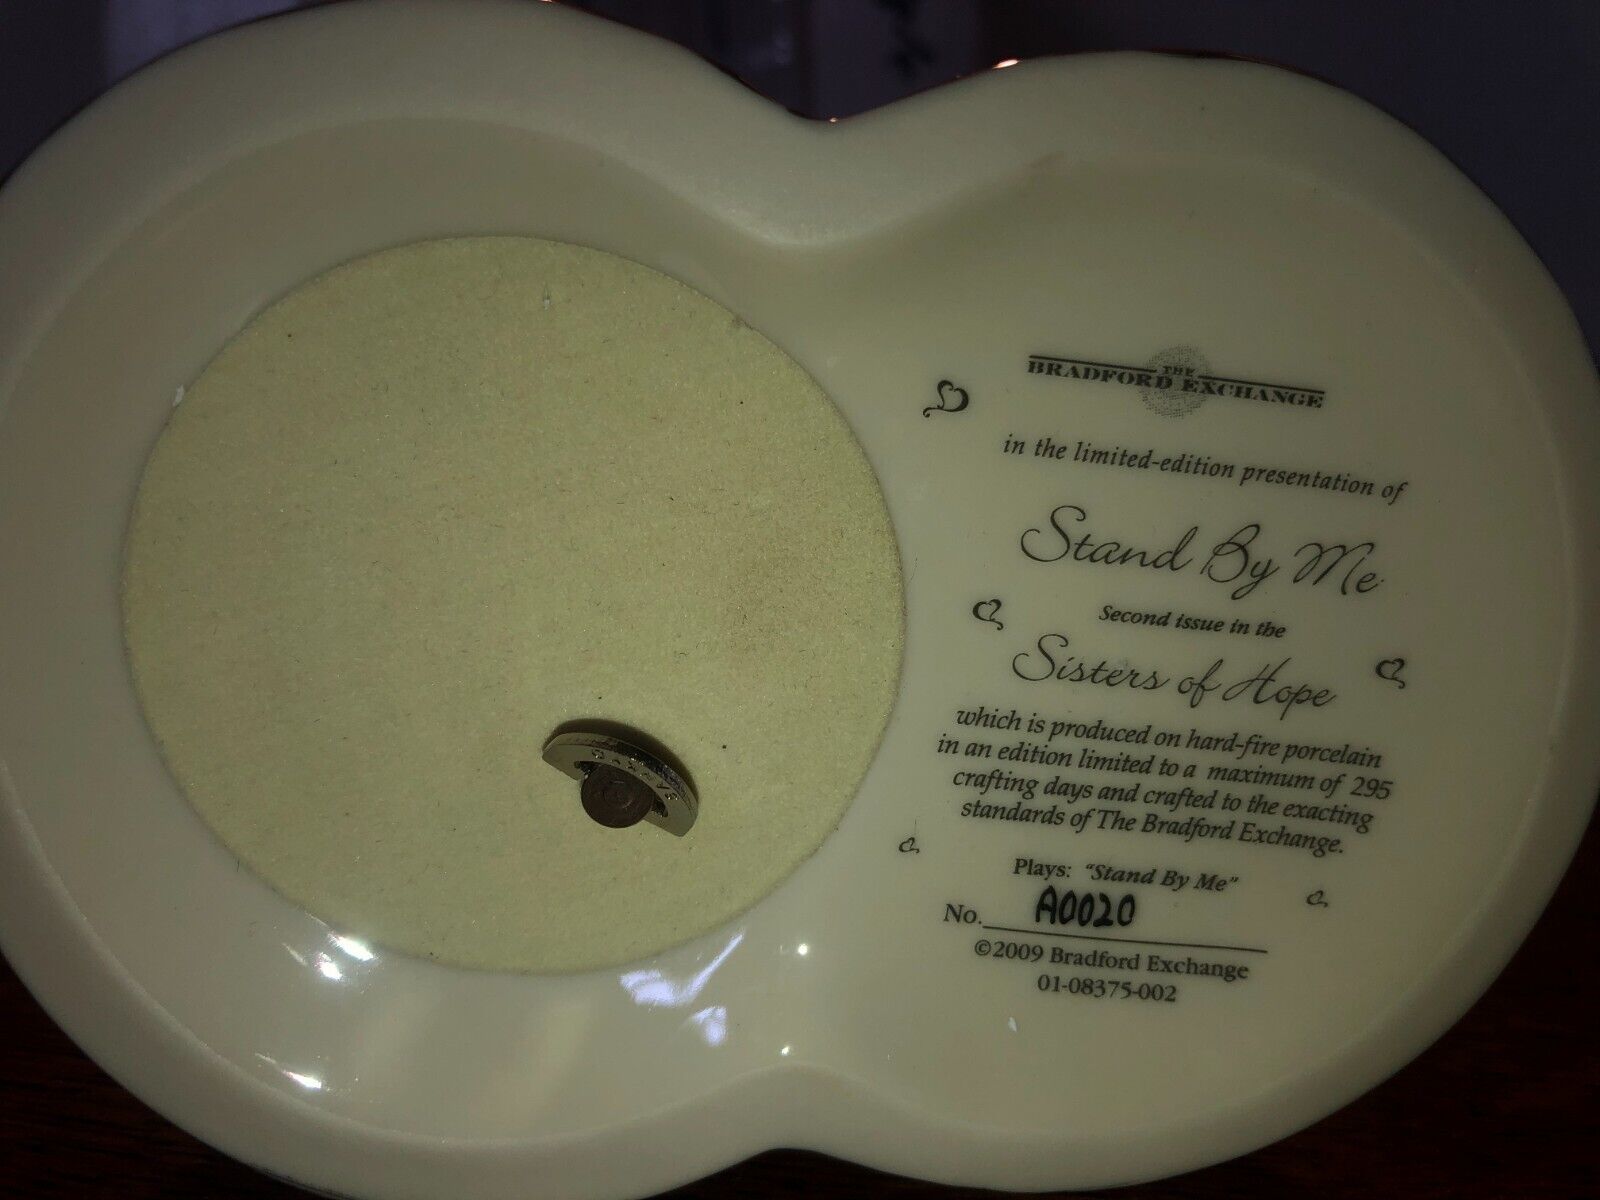 THE
BRADFORD EXCHANGE
in the limited-edition presentation of
Stand By Me
Second issue in the
Sisters of Hope
which is produced on hard-fire porcelain
in an edition limited to a maximum of 295
crafting days and crafted to the exacting
standards of The Bradford Exchange.
Plays: "Stand By Me"
No. A0020
©2009 Bradford Exchange
01-08375-002
SANKYO